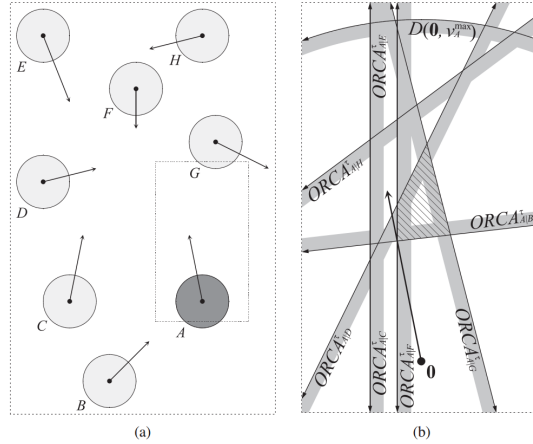 E
H
F
G
D
C
A
B
(a)
D(0, v_A^max)
ORCA^τ_A|E
ORCA^τ_A|H
ORCA^τ_A|B
ORCA^τ_A|D
ORCA^τ_A|C
ORCA^τ_A|F
ORCA^τ_A|G
0
(b)